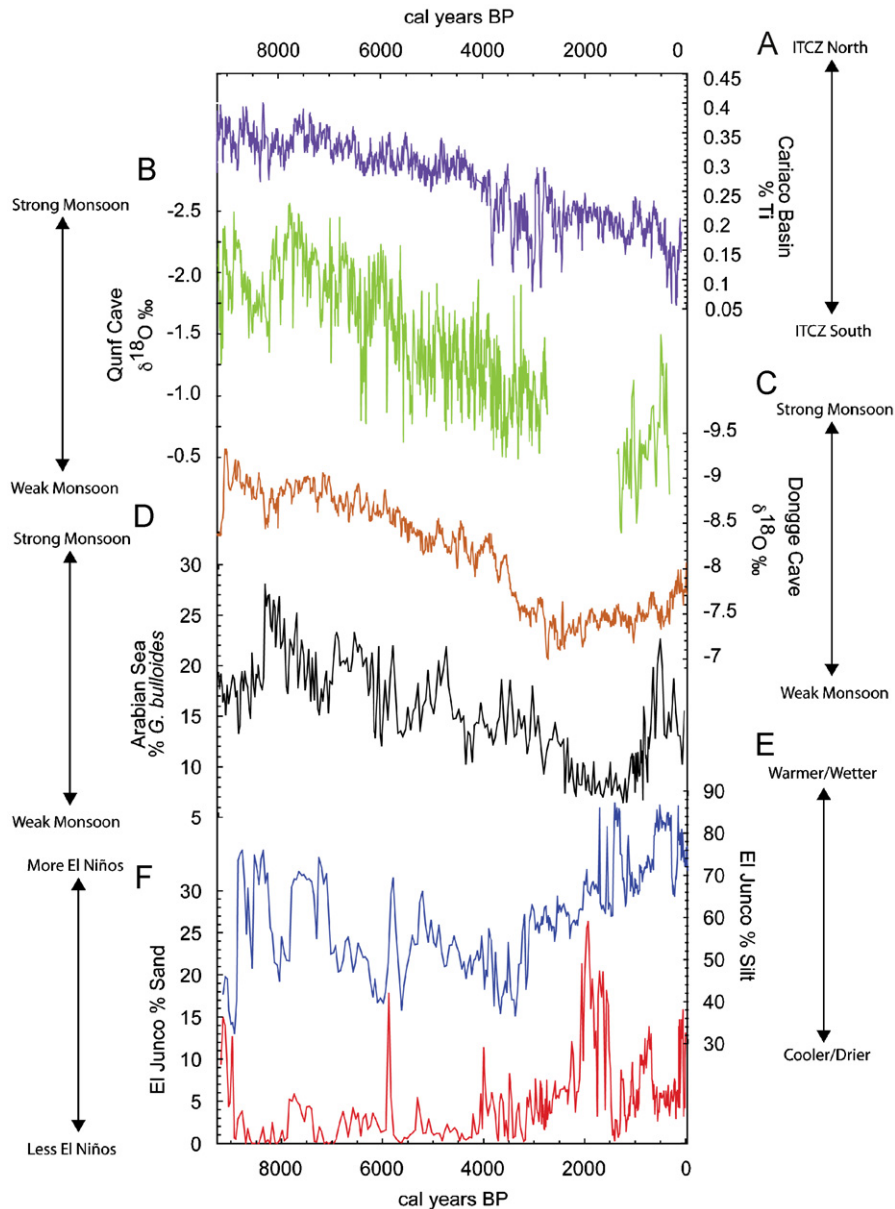 cal years BP
8000 6000 4000 2000 0
A
ITCZ North
0.45
0.4
0.35
0.3
0.25
0.2
0.15
0.1
0.05
Cariaco Basin
% Ti
ITCZ South
B
Strong Monsoon
-2.5
-2.0
-1.5
-1.0
-0.5
Qunf Cave
δ18O ‰
Weak Monsoon
C
Strong Monsoon
-9.5
-9
-8.5
-8
-7.5
-7
Dongge Cave
δ18O ‰
Weak Monsoon
D
Strong Monsoon
30
25
20
15
10
5
Arabian Sea
% G. bulloides
Weak Monsoon
E
Warmer/Wetter
90
80
70
60
50
40
30
El Junco % Silt
Cooler/Drier
F
More El Niños
30
25
20
15
10
5
0
El Junco % Sand
Less El Niños
8000 6000 4000 2000 0
cal years BP